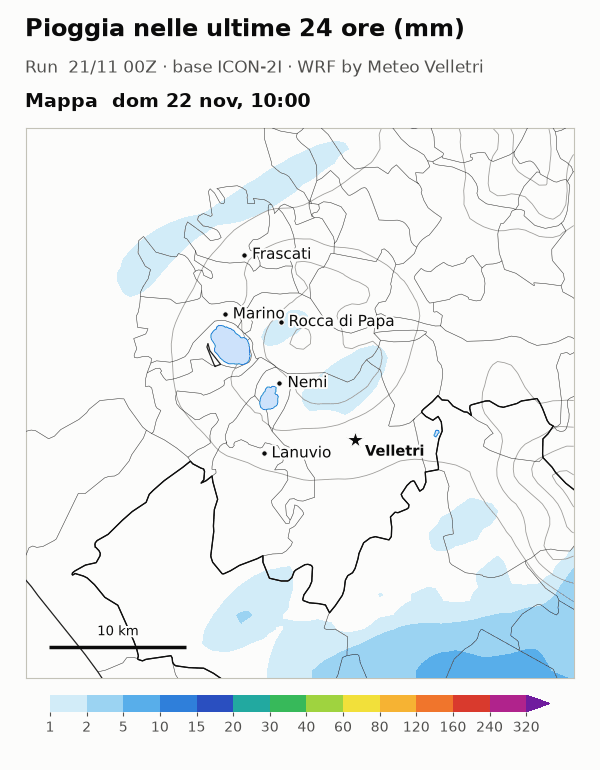 Pioggia nelle ultime 24 ore (mm)
Run  21/11 00Z · base ICON-2I · WRF by Meteo Velletri
Mappa  dom 22 nov, 10:00
Frascati
Marino
Rocca di Papa
Nemi
Velletri
Lanuvio
10 km
1 2 5 10 15 20 30 40 60 80 120 160 240 320